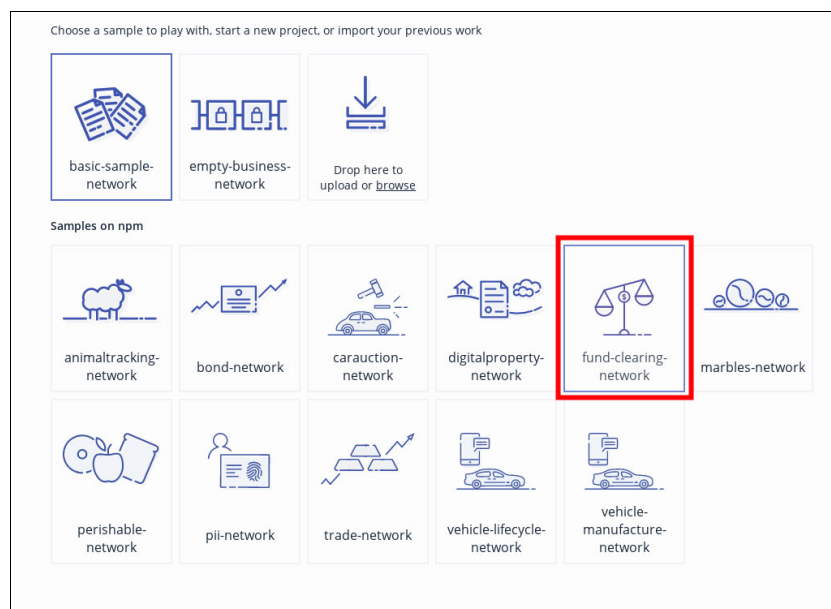 Choose a sample to play with, start a new project, or import your previous work
basic-sample-
network
empty-business-
network
Drop here to
upload or browse
Samples on npm
animaltracking-
network
bond-network
carauction-
network
digitalproperty-
network
$
fund-clearing-
network
marbles-network
perishable-
network
pii-network
trade-network
vehicle-lifecycle-
network
vehicle-
manufacture-
network